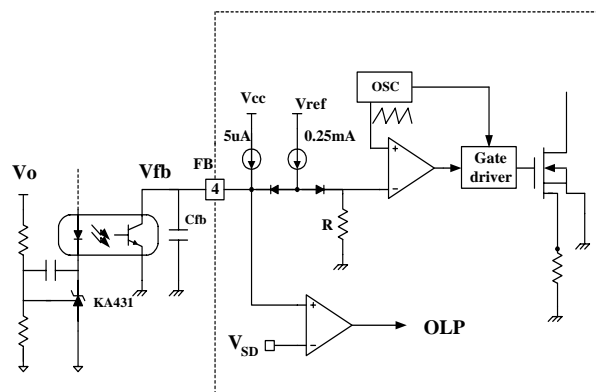 OSC
Vcc
Vref
5uA
0.25mA
+
−
Gate
driver
Vo
Vfb
FB
4
Cfb
R
KA431
+
−
VSD
OLP